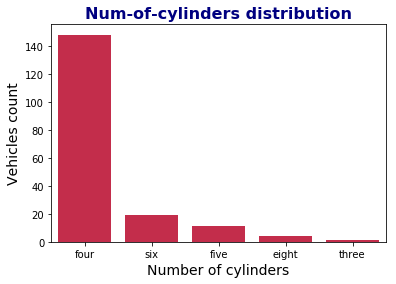 Num-of-cylinders distribution
Vehicles count
140
120
100
80
60
40
20
0
four six five eight three
Number of cylinders